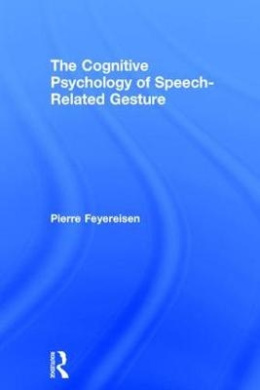 The Cognitive
Psychology of Speech-
Related Gesture
Pierre Feyereisen
ROUTLEDGE